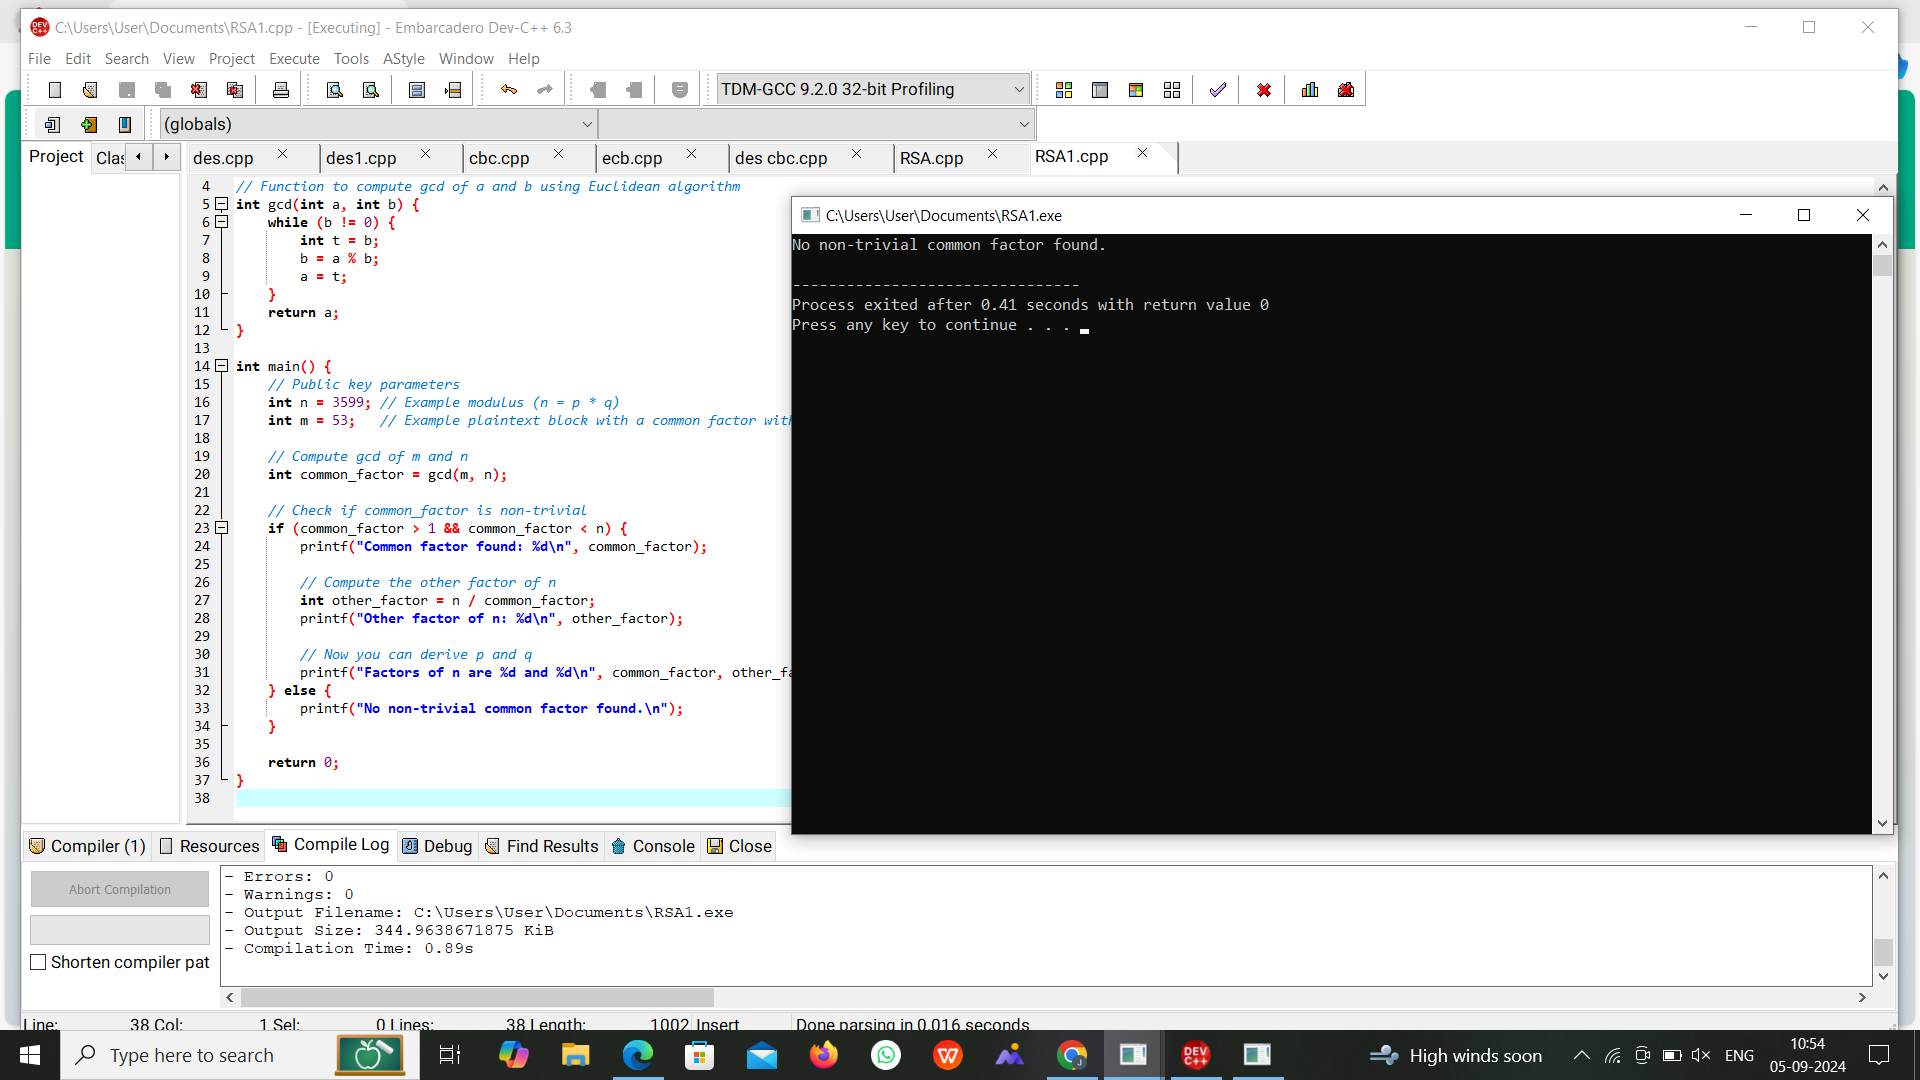 C:\Users\User\Documents\RSA1.cpp - [Executing] - Embarcadero Dev-C++ 6.3
File Edit Search View Project Execute Tools AStyle Window Help
TDM-GCC 9.2.0 32-bit Profiling
(globals)
Project Clas
des.cpp des1.cpp cbc.cpp ecb.cpp des cbc.cpp RSA.cpp RSA1.cpp
4 // Function to compute gcd of a and b using Euclidean algorithm
5 int gcd(int a, int b) {
6 while (b != 0) {
7 int t = b;
8 b = a % b;
9 a = t;
10 }
11 return a;
12 }
13
14 int main() {
15 // Public key parameters
16 int n = 3599; // Example modulus (n = p * q)
17 int m = 53; // Example plaintext block with a common factor with
18
19 // Compute gcd of m and n
20 int common_factor = gcd(m, n);
21
22 // Check if common_factor is non-trivial
23 if (common_factor > 1 && common_factor < n) {
24 printf("Common factor found: %d\n", common_factor);
25
26 // Compute the other factor of n
27 int other_factor = n / common_factor;
28 printf("Other factor of n: %d\n", other_factor);
29
30 // Now you can derive p and q
31 printf("Factors of n are %d and %d\n", common_factor, other_fa
32 } else {
33 printf("No non-trivial common factor found.\n");
34 }
35
36 return 0;
37 }
38
C:\Users\User\Documents\RSA1.exe
No non-trivial common factor found.
--------------------------------
Process exited after 0.41 seconds with return value 0
Press any key to continue . . .
Compiler (1) Resources Compile Log Debug Find Results Console Close
Abort Compilation
Shorten compiler pat
- Errors: 0
- Warnings: 0
- Output Filename: C:\Users\User\Documents\RSA1.exe
- Output Size: 344.9638671875 KiB
- Compilation Time: 0.89s
Line: 38 Col: 1 Sel: 0 Lines: 38 Length: 1002 Insert Done parsing in 0.016 seconds
Type here to search
High winds soon
ENG
10:54
05-09-2024